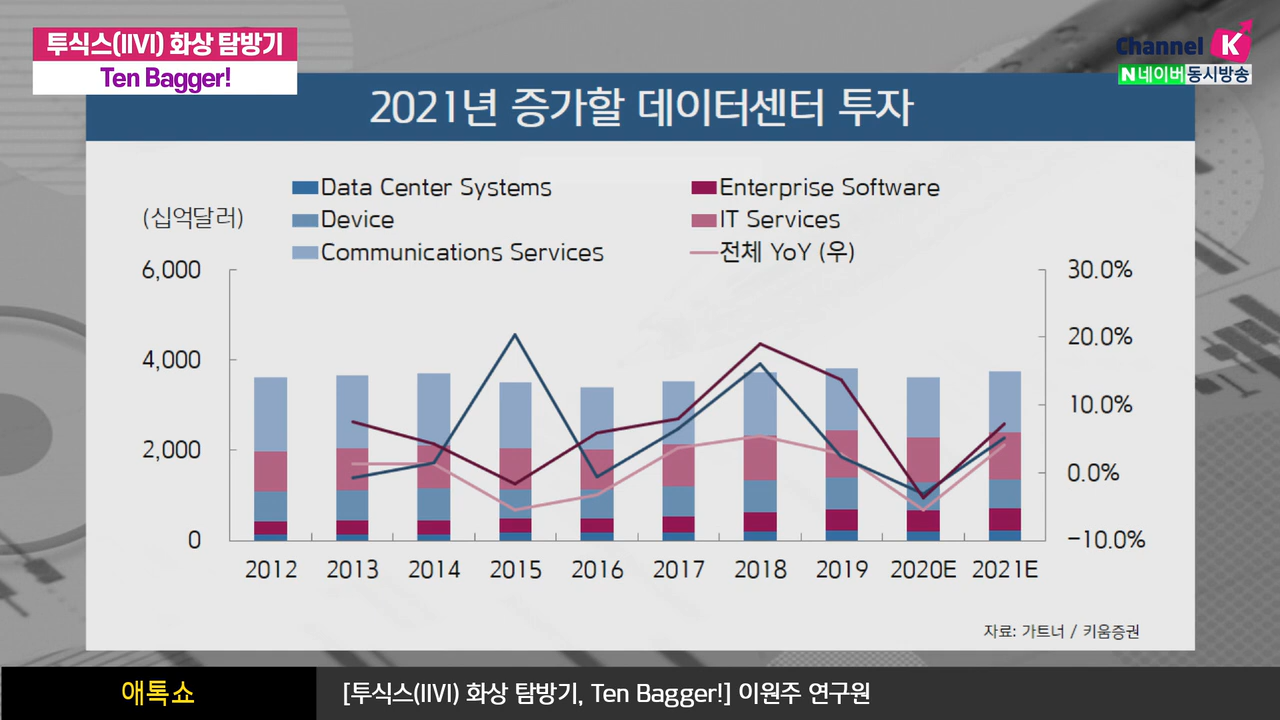 투식스(IIVI) 화상 탐방기
Ten Bagger!
Channel K
N 네이버 동시방송
2021년 증가할 데이터센터 투자
(십억달러)
Data Center Systems
Enterprise Software
Device
IT Services
Communications Services
전체 YoY (우)
6,000
4,000
2,000
0
30.0%
20.0%
10.0%
0.0%
-10.0%
2012 2013 2014 2015 2016 2017 2018 2019 2020E 2021E
자료: 가트너 / 키움증권
애톡쇼
[투식스(IIVI) 화상 탐방기, Ten Bagger!] 이원주 연구원